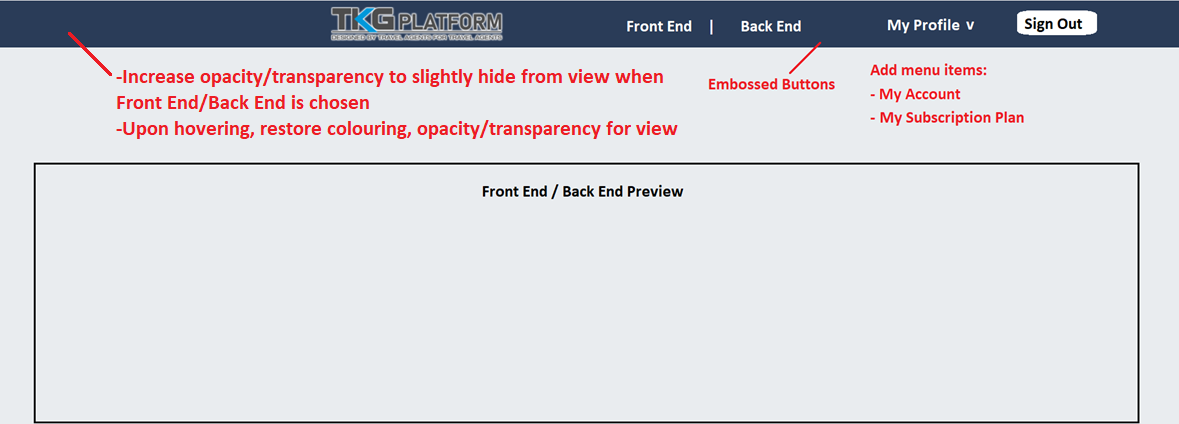 TKG PLATFORM
DESIGNED BY TRAVEL AGENTS FOR TRAVEL AGENTS
Front End | Back End
My Profile v
Sign Out
-Increase opacity/transparency to slightly hide from view when
Front End/Back End is chosen
-Upon hovering, restore colouring, opacity/transparency for view
Embossed Buttons
Add menu items:
- My Account
- My Subscription Plan
Front End / Back End Preview